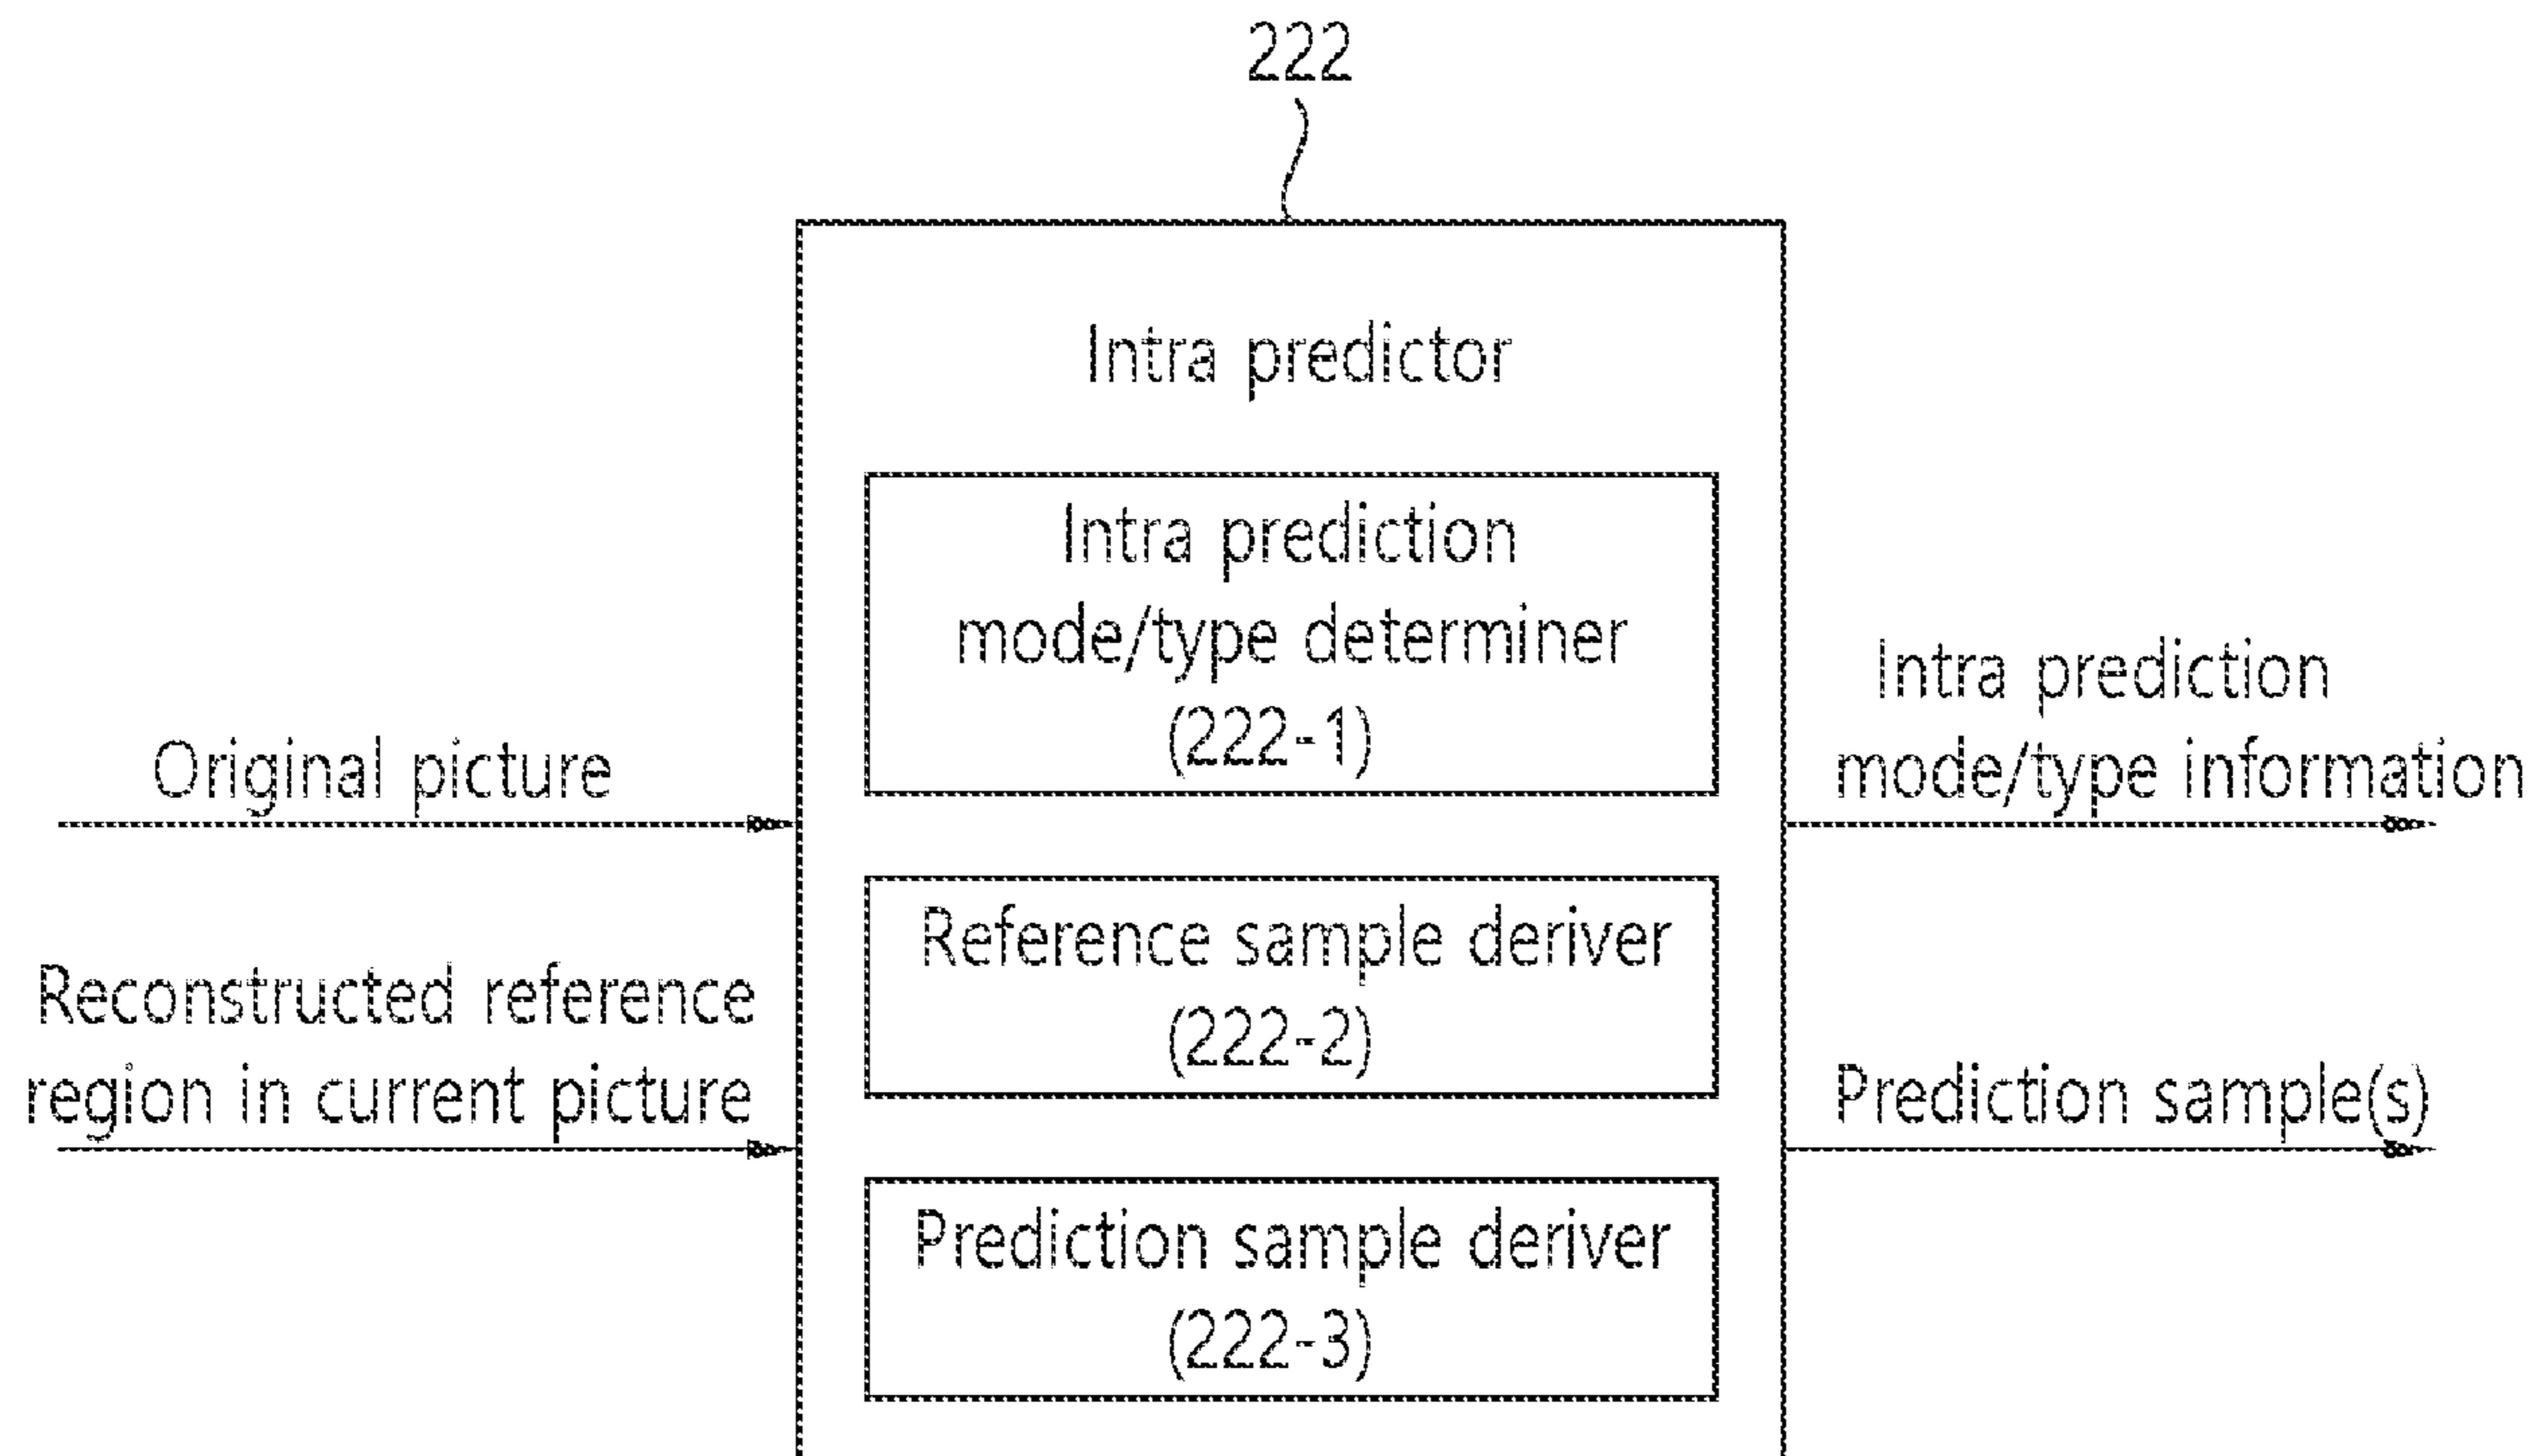 222
Intra predictor
Intra prediction
mode/type determiner
(222-1)
Reference sample deriver
(222-2)
Prediction sample deriver
(222-3)
Original picture
Reconstructed reference
region in current picture
Intra prediction
mode/type information
Prediction sample(s)